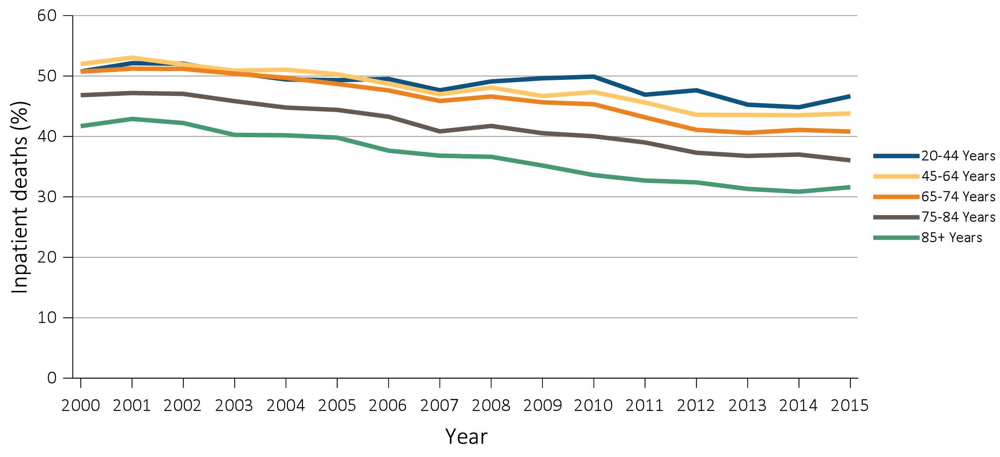 60
50
40
30
20
10
0
Inpatient deaths (%)
2000 2001 2002 2003 2004 2005 2006 2007 2008 2009 2010 2011 2012 2013 2014 2015
Year
20-44 Years
45-64 Years
65-74 Years
75-84 Years
85+ Years